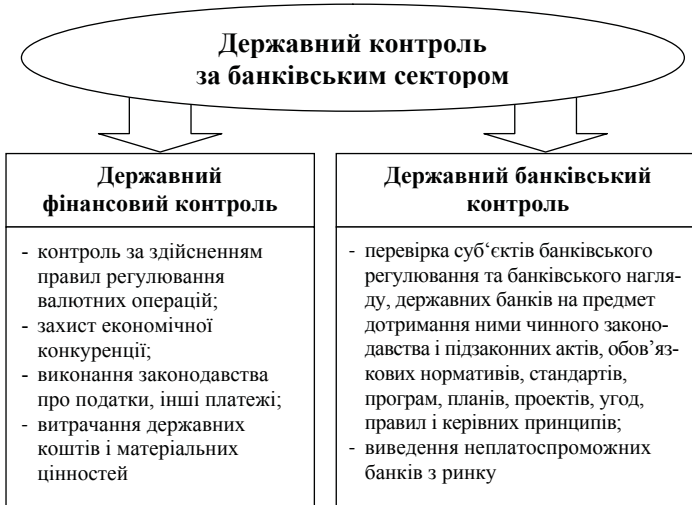 Державний контроль
за банківським сектором
Державний
фінансовий контроль
- контроль за здійсненням
правил регулювання
валютних операцій;
- захист економічної
конкуренції;
- виконання законодавства
про податки, інші платежі;
- витрачання державних
коштів і матеріальних
цінностей
Державний банківський
контроль
- перевірка суб‘єктів банківського
регулювання та банківського нагля-
ду, державних банків на предмет
дотримання ними чинного законо-
давства і підзаконних актів, обов’яз-
кових нормативів, стандартів,
програм, планів, проектів, угод,
правил і керівних принципів;
- виведення неплатоспроможних
банків з ринку